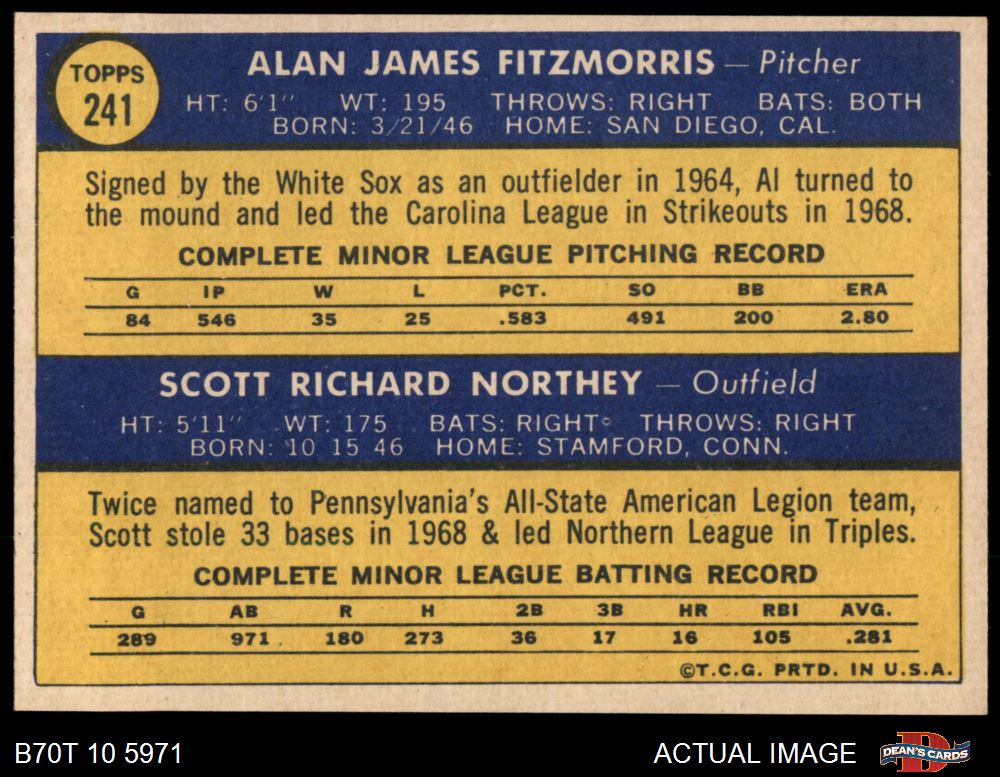 TOPPS
241
ALAN JAMES FITZMORRIS — Pitcher
HT: 6'1" WT: 195 THROWS: RIGHT BATS: BOTH
BORN: 3/21/46 HOME: SAN DIEGO, CAL.
Signed by the White Sox as an outfielder in 1964, Al turned to
the mound and led the Carolina League in Strikeouts in 1968.
COMPLETE MINOR LEAGUE PITCHING RECORD
G IP W L PCT. SO BB ERA
84 546 35 25 .583 491 200 2.80
SCOTT RICHARD NORTHEY — Outfield
HT: 5'11" WT: 175 BATS: RIGHT THROWS: RIGHT
BORN: 10 15 46 HOME: STAMFORD, CONN.
Twice named to Pennsylvania's All-State American Legion team,
Scott stole 33 bases in 1968 & led Northern League in Triples.
COMPLETE MINOR LEAGUE BATTING RECORD
G AB R H 2B 3B HR RBI AVG.
289 971 180 273 36 17 16 105 .281
©T.C.G. PRTD. IN U.S.A.
B70T 10 5971
ACTUAL IMAGE
DEAN'S CARDS